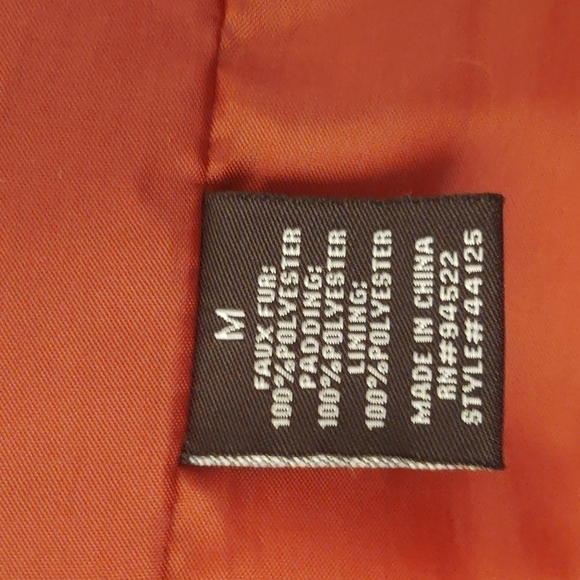 M
FAUX FUR:
100%POLYESTER
PADDING:
100%POLYESTER
LINING:
100%POLYESTER
MADE IN CHINA
RN#94522
STYLE#44125